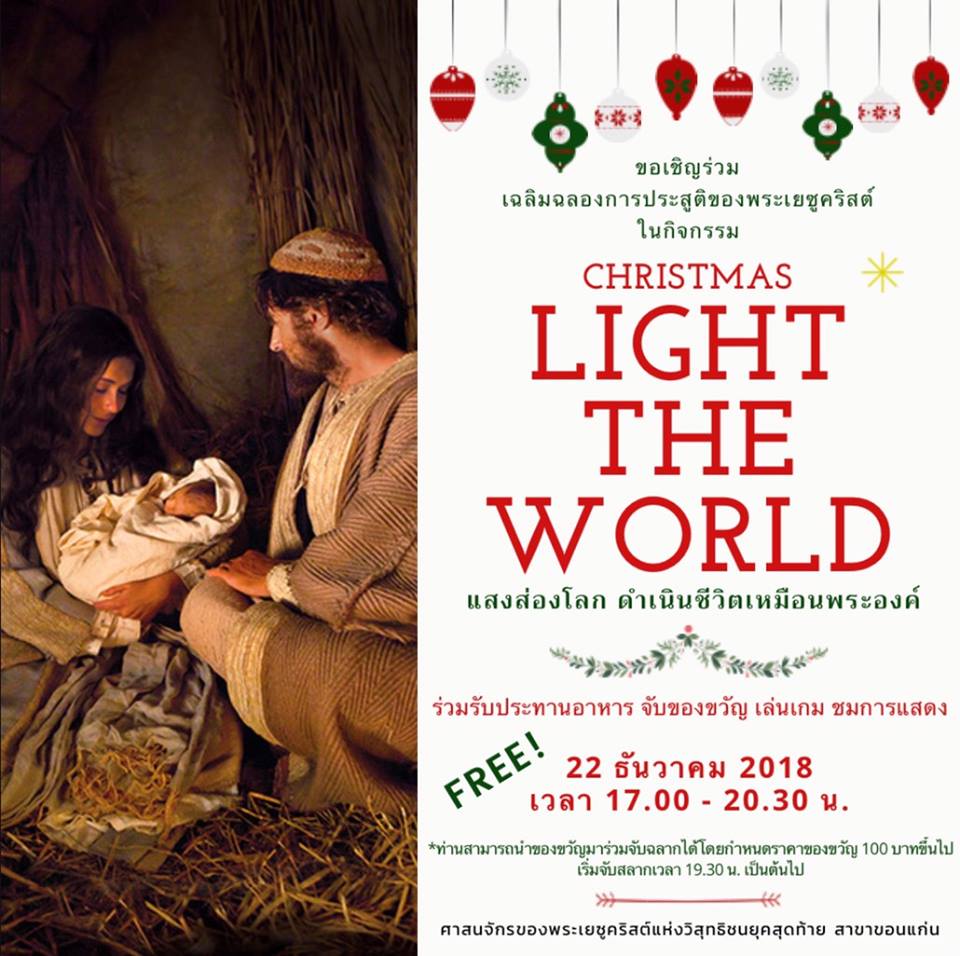 ขอเชิญร่วม
เฉลิมฉลองการประสูติของพระเยซูคริสต์
ในกิจกรรม
CHRISTMAS
LIGHT
THE
WORLD
แสงส่องโลก ดำเนินชีวิตเหมือนพระองค์
ร่วมรับประทานอาหาร จับของขวัญ เล่นเกม ชมการแสดง
FREE!
22 ธันวาคม 2018
เวลา 17.00 - 20.30 น.
*ท่านสามารถนำของขวัญมาร่วมจับฉลากได้โดยกำหนดราคาของขวัญ 100 บาทขึ้นไป
เริ่มจับสลากเวลา 19.30 น. เป็นต้นไป
ศาสนจักรของพระเยซูคริสต์แห่งวิสุทธิชนยุคสุดท้าย สาขาขอนแก่น